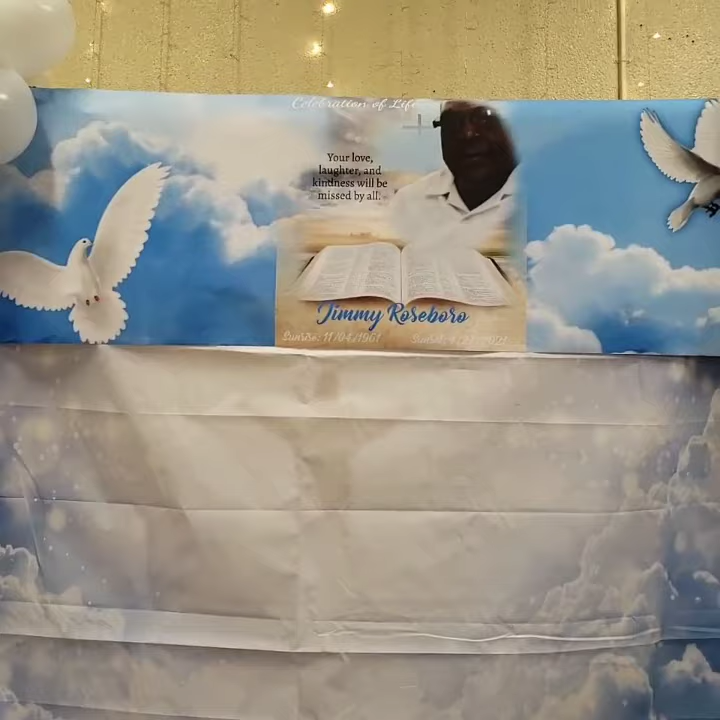 Celebration of Life
Your love,
laughter, and
kindness will be
missed by all.
Jimmy Roseboro
Sunrise: 11/04/1961 Sunset: